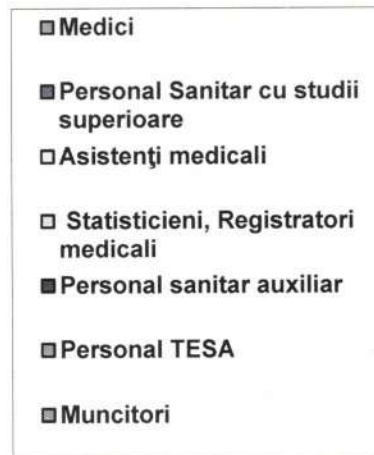 Medici
Personal Sanitar cu studii
superioare
Asistenţi medicali
Statisticieni, Registratori
medicali
Personal sanitar auxiliar
Personal TESA
Muncitori